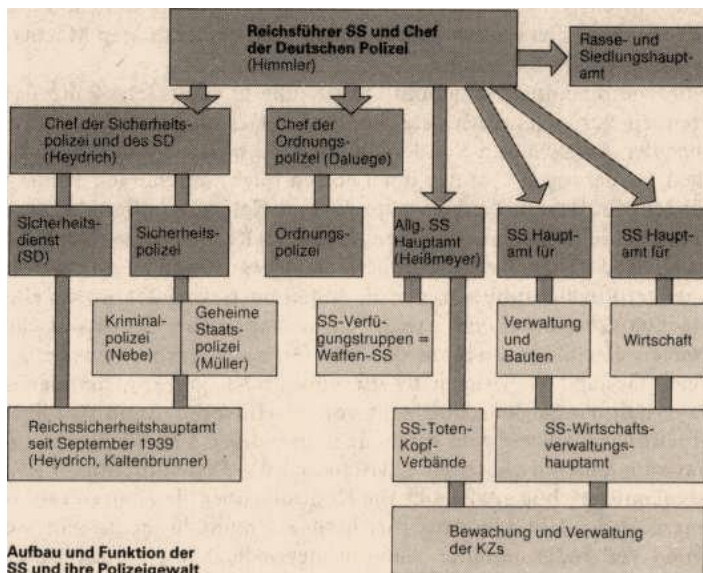 Reichsführer SS und Chef
der Deutschen Polizei
(Himmler)
Rasse- und
Siedlungshaupt-
amt
Chef der Sicherheits-
polizei und des SD
(Heydrich)
Chef der
Ordnungs-
polizei (Daluege)
Sicherheits-
dienst
(SD)
Sicherheits-
polizei
Ordnungs-
polizei
Allg. SS
Hauptamt
(Heißmeyer)
SS Haupt-
amt für
SS Haupt-
amt für
Kriminal-
polizei
(Nebe)
Geheime
Staats-
polizei
(Müller)
SS-Verfü-
gungstruppen =
Waffen-SS
Verwaltung
und
Bauten
Wirtschaft
Reichssicherheitshauptamt
seit September 1939
(Heydrich, Kaltenbrunner)
SS-Toten-
Kopf-
Verbände
SS-Wirtschafts-
verwaltungs-
hauptamt
Bewachung und Verwaltung
der KZs
Aufbau und Funktion der
SS und ihre Polizeigewalt